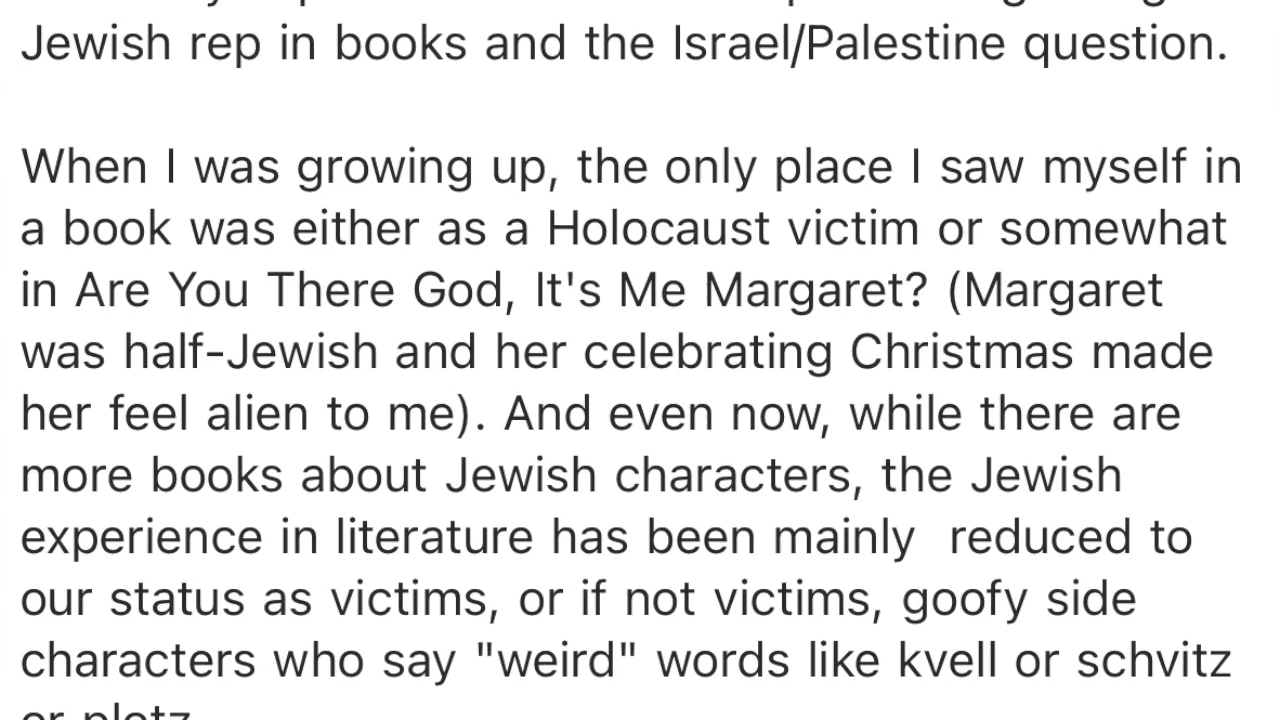 Jewish rep in books and the Israel/Palestine question.
When I was growing up, the only place I saw myself in
a book was either as a Holocaust victim or somewhat
in Are You There God, It's Me Margaret? (Margaret
was half-Jewish and her celebrating Christmas made
her feel alien to me). And even now, while there are
more books about Jewish characters, the Jewish
experience in literature has been mainly  reduced to
our status as victims, or if not victims, goofy side
characters who say "weird" words like kvell or schvitz
or plotz